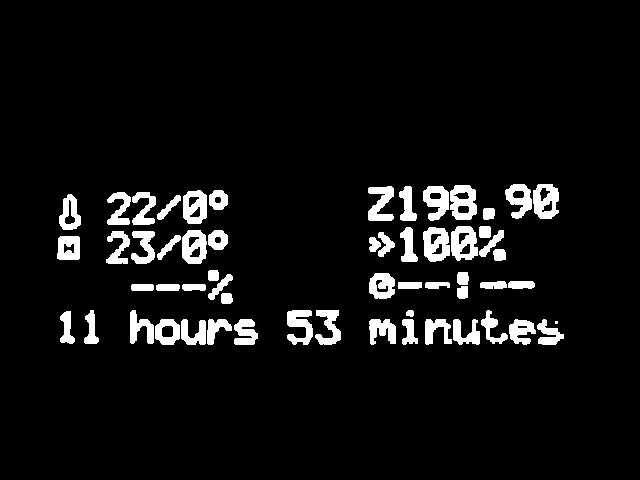 22/0° Z198.90
23/0° »100%
---% --:--
11 hours 53 minutes